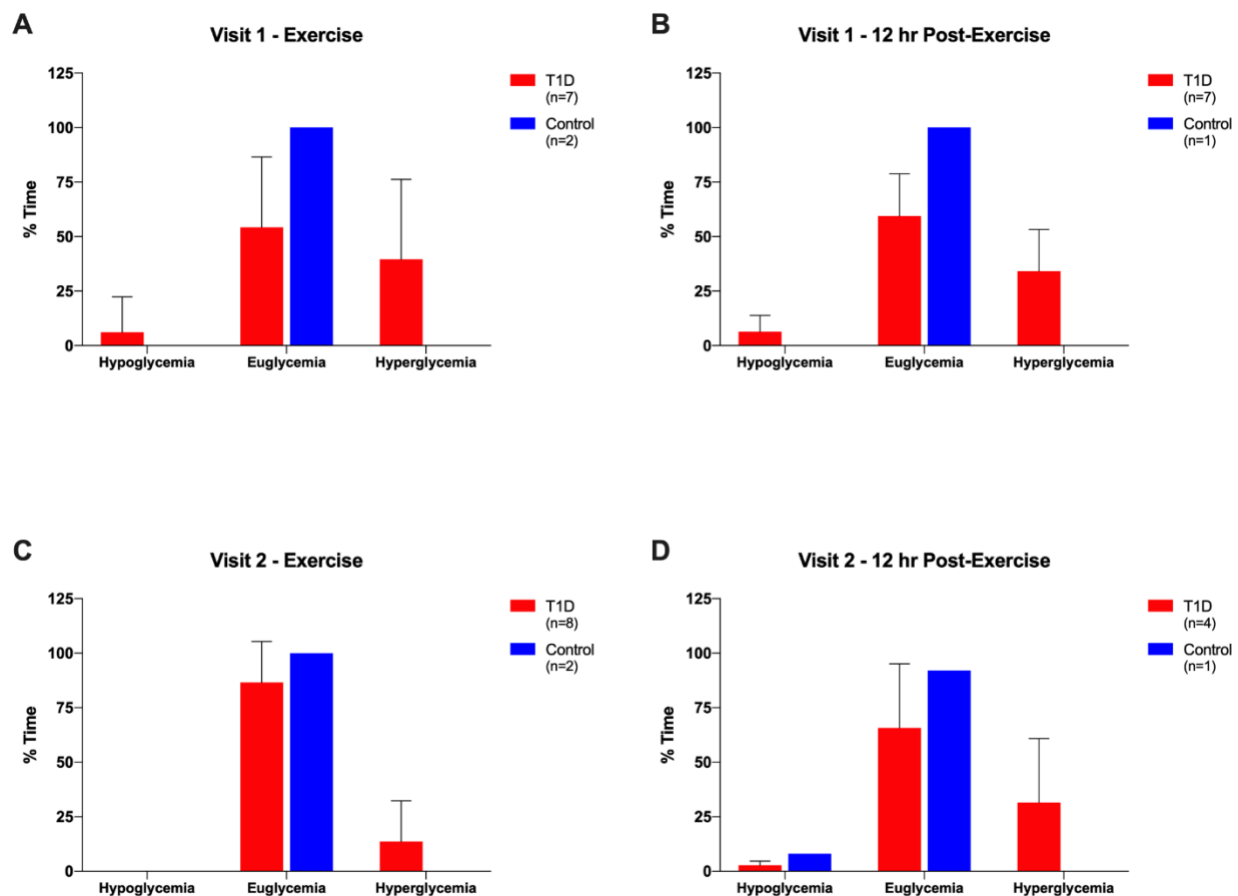 A
Visit 1 - Exercise
% Time
125
100
75
50
25
0
Hypoglycemia
Euglycemia
Hyperglycemia
T1D
(n=7)
Control
(n=2)
B
Visit 1 - 12 hr Post-Exercise
% Time
125
100
75
50
25
0
Hypoglycemia
Euglycemia
Hyperglycemia
T1D
(n=7)
Control
(n=1)
C
Visit 2 - Exercise
% Time
125
100
75
50
25
0
Hypoglycemia
Euglycemia
Hyperglycemia
T1D
(n=8)
Control
(n=2)
D
Visit 2 - 12 hr Post-Exercise
% Time
125
100
75
50
25
0
Hypoglycemia
Euglycemia
Hyperglycemia
T1D
(n=4)
Control
(n=1)